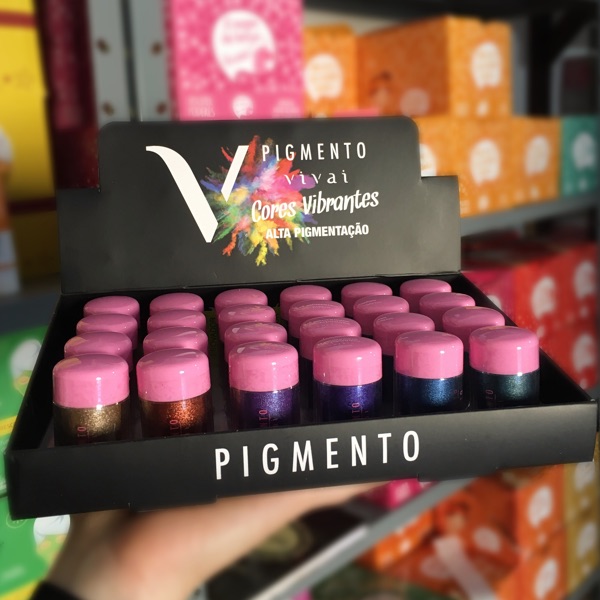 V
PIGMENTO
vivai
Cores Vibrantes
ALTA PIGMENTAÇÃO
PIGMENTO